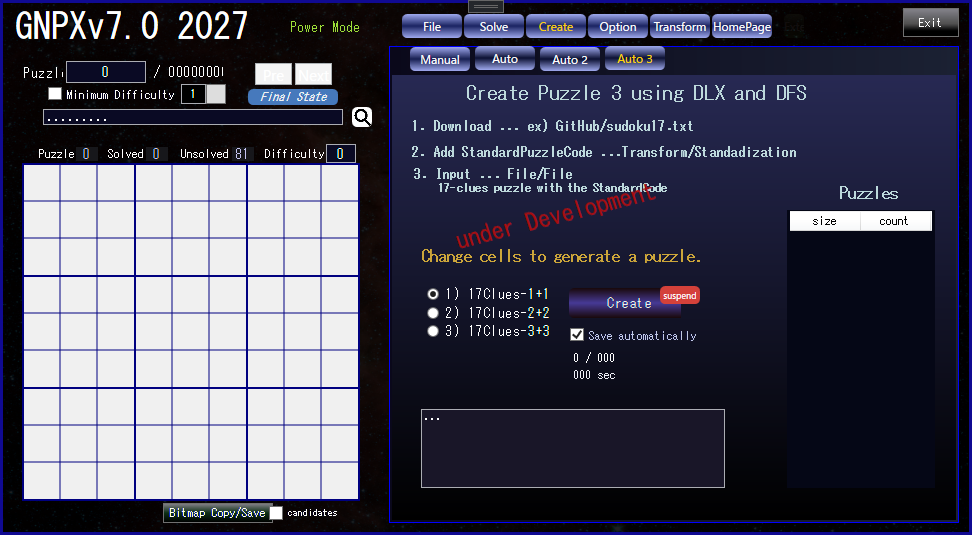 GNPXv7.0 2027
Power Mode
File Solve Create Option Transform HomePage
Exit
Manual Auto Auto 2 Auto 3
Puzzl 0 / 0000000
Pre Next
Minimum Difficulty 1
Final State
.........
Puzzle 0 Solved 0 Unsolved 81 Difficulty 0
Bitmap Copy/Save candidates
Create Puzzle 3 using DLX and DFS
1. Download ... ex) GitHub/sudoku17.txt
2. Add StandardPuzzleCode ...Transform/Standadization
3. Input ... File/File
17-clues puzzle with the StandardCode
under Development
Change cells to generate a puzzle.
1) 17Clues-1+1
2) 17Clues-2+2
3) 17Clues-3+3
Create
suspend
Save automatically
0 / 000
000 sec
...
Puzzles
size count